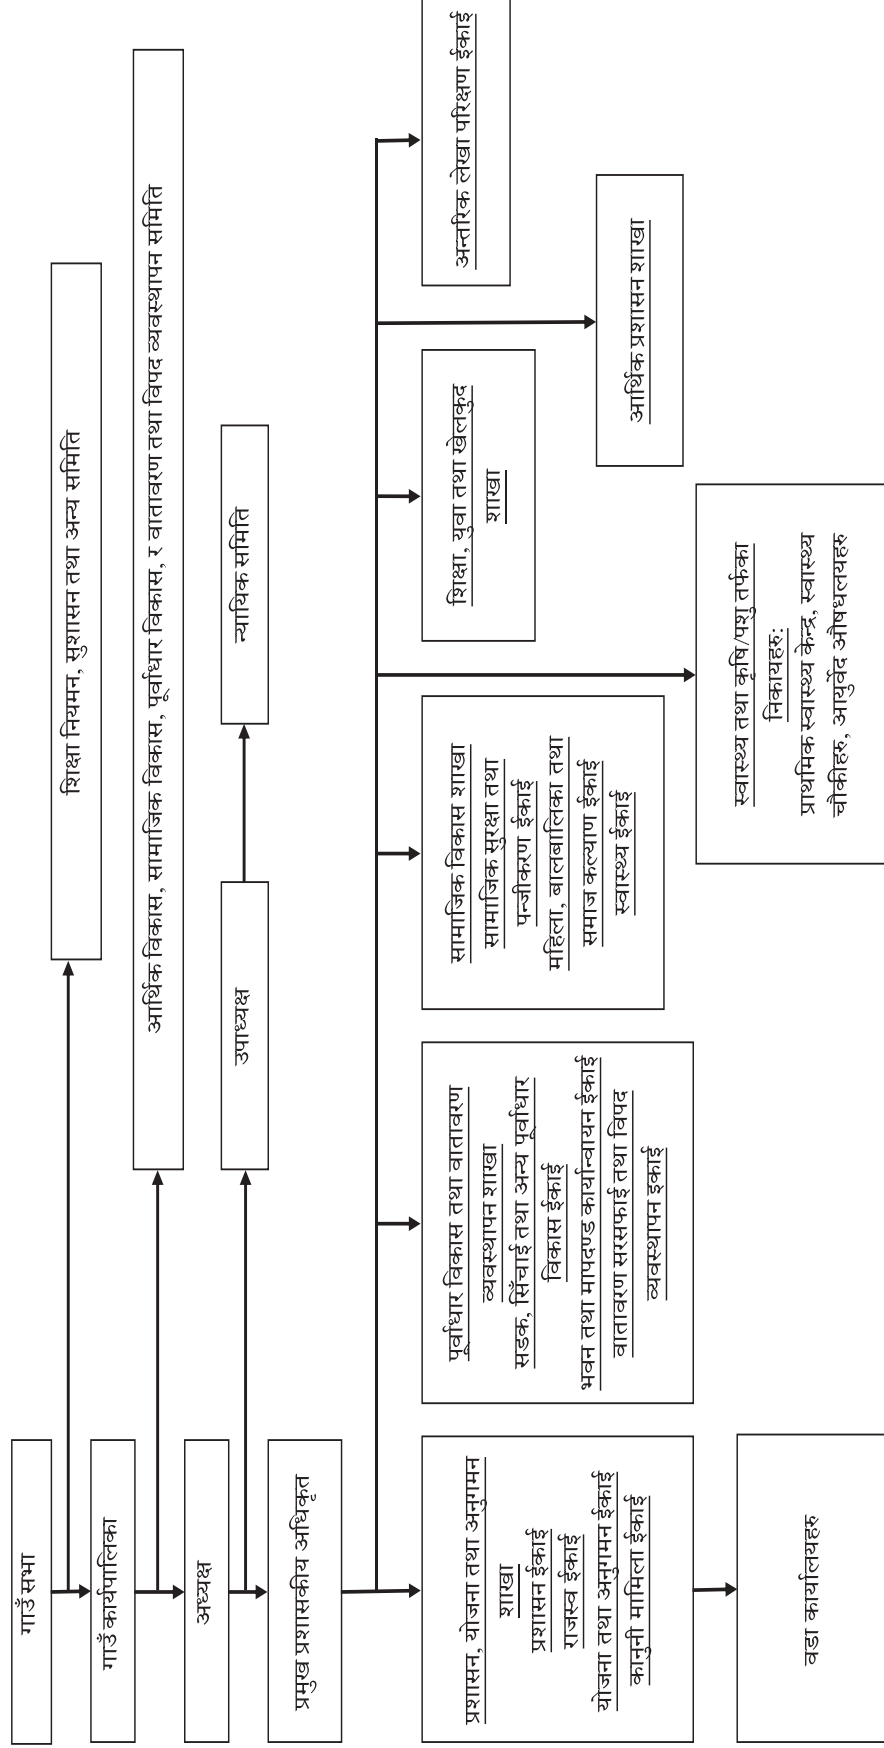 गाउँ सभा
शिक्षा नियमन, सुशासन तथा अन्य समिति
गाउँ कार्यपालिका
आर्थिक विकास, सामाजिक विकास, पूर्वाधार विकास, र वातावरण तथा विपद व्यवस्थापन समिति
अध्यक्ष
उपाध्यक्ष
न्यायिक समिति
प्रमुख प्रशासकीय अधिकृत
प्रशासन, योजना तथा अनुगमन
शाखा
प्रशासन ईकाई
राजस्व ईकाई
योजना तथा अनुगमन ईकाई
कानुनी मामिला ईकाई
पूर्वाधार विकास तथा वातावरण
व्यवस्थापन शाखा
सडक, सिँचाई तथा अन्य पूर्वाधार
विकास ईकाई
भवन तथा मापदण्ड कार्यान्वायन ईकाई
वातावरण सरसफाई तथा विपद
व्यवस्थापन इकाई
सामाजिक विकास शाखा
सामाजिक सुरक्षा तथा
पन्जीकरण ईकाई
महिला, बालबालिका तथा
समाज कल्याण ईकाई
स्वास्थ्य ईकाई
शिक्षा, युवा तथा खेलकुद
शाखा
अन्तरिक लेखा परिक्षण ईकाई
आर्थिक प्रशासन शाखा
स्वास्थ्य तथा कृषि/पशु तर्फका
निकायहरु:
प्राथमिक स्वास्थ्य केन्द्र, स्वास्थ्य
चौकीहरु, आयुर्वेद औषधलयहरु
वडा कार्यालयहरु